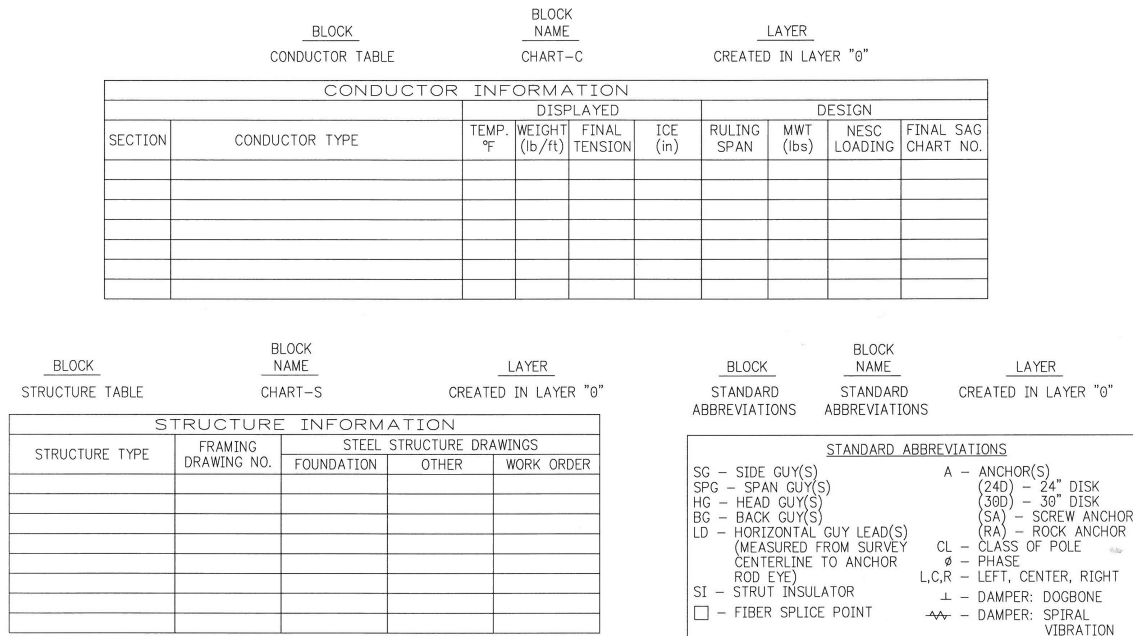 BLOCK
BLOCK NAME LAYER
CONDUCTOR TABLE CHART-C CREATED IN LAYER "0"
CONDUCTOR INFORMATION
DISPLAYED DESIGN
SECTION CONDUCTOR TYPE TEMP. WEIGHT FINAL ICE RULING MWT NESC FINAL SAG
°F (lb/ft) TENSION (in) SPAN (lbs) LOADING CHART NO.
BLOCK
BLOCK NAME LAYER
STRUCTURE TABLE CHART-S CREATED IN LAYER "0"
STRUCTURE INFORMATION
STRUCTURE TYPE FRAMING STEEL STRUCTURE DRAWINGS
DRAWING NO. FOUNDATION OTHER WORK ORDER
BLOCK
BLOCK NAME LAYER
STANDARD STANDARD CREATED IN LAYER "0"
ABBREVIATIONS ABBREVIATIONS
STANDARD ABBREVIATIONS
SG - SIDE GUY(S)
SPG - SPAN GUY(S)
HG - HEAD GUY(S)
BG - BACK GUY(S)
LD - HORIZONTAL GUY LEAD(S)
(MEASURED FROM SURVEY
CENTERLINE TO ANCHOR
ROD EYE)
SI - STRUT INSULATOR
□ - FIBER SPLICE POINT
A - ANCHOR(S)
(24D) - 24" DISK
(30D) - 30" DISK
(SA) - SCREW ANCHOR
(RA) - ROCK ANCHOR
CL - CLASS OF POLE
ø - PHASE
L,C,R - LEFT, CENTER, RIGHT
⊥ - DAMPER: DOGBONE
- DAMPER: SPIRAL
VIBRATION